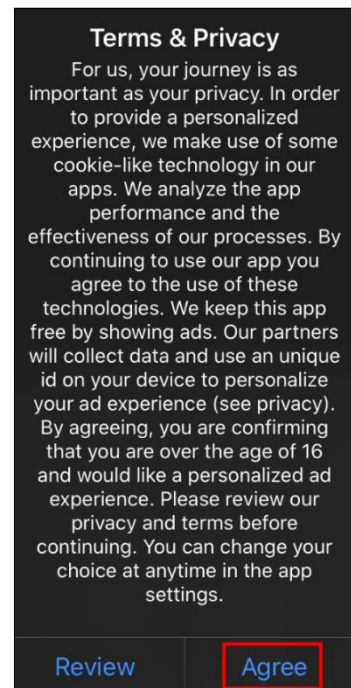 Terms & Privacy
For us, your journey is as
important as your privacy. In order
to provide a personalized
experience, we make use of some
cookie-like technology in our
apps. We analyze the app
performance and the
effectiveness of our processes. By
continuing to use our app you
agree to the use of these
technologies. We keep this app
free by showing ads. Our partners
will collect data and use an unique
id on your device to personalize
your ad experience (see privacy).
By agreeing, you are confirming
that you are over the age of 16
and would like a personalized ad
experience. Please review our
privacy and terms before
continuing. You can change your
choice at anytime in the app
settings.
Review
Agree